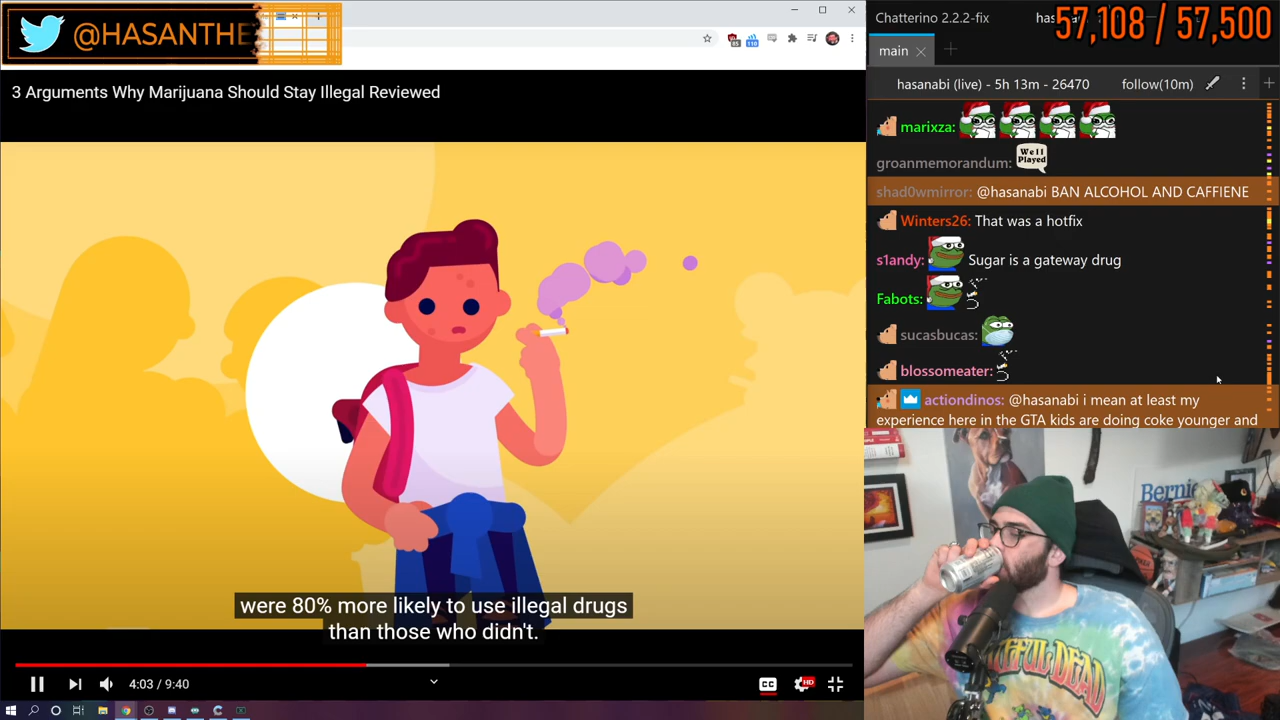 @HASANTHE
3 Arguments Why Marijuana Should Stay Illegal Reviewed
were 80% more likely to use illegal drugs
than those who didn't.
4:03 / 9:40
CC
HD
Chatterino 2.2.2-fix
57,108 / 57,500
main
hasanabi (live) - 5h 13m - 26470
follow(10m)
marixza:
groanmemorandum: Well Played
shad0wmirror: @hasanabi BAN ALCOHOL AND CAFFIENE
Winters26: That was a hotfix
s1andy: Sugar is a gateway drug
Fabots:
sucasbucas:
blossomeater:
actiondinos: @hasanabi i mean at least my
experience here in the GTA kids are doing coke younger and
Bernie